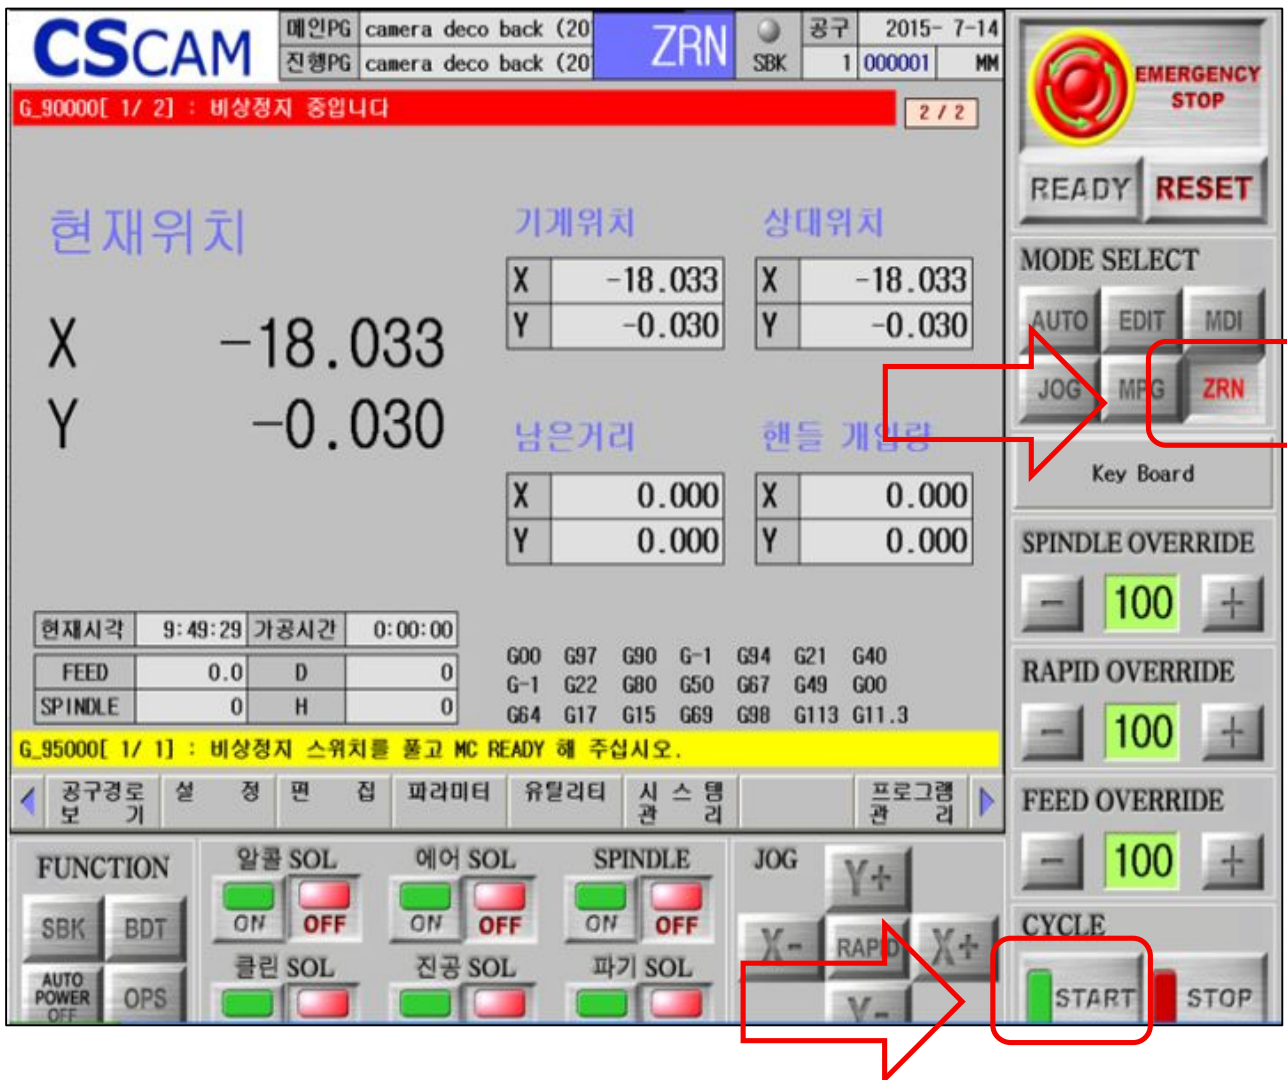 CSCAM
메인PG camera deco back (20
진행PG camera deco back (20
ZRN
SBK
공구 2015- 7-14
1 000001 MM
G_90000[ 1/ 2] : 비상정지 중입니다
2 / 2
현재위치
X -18.033
Y -0.030
기계위치
X -18.033
Y -0.030
상대위치
X -18.033
Y -0.030
남은거리
X 0.000
Y 0.000
핸들 개입량
X 0.000
Y 0.000
현재시각 9:49:29 가공시간 0:00:00
FEED 0.0 D 0
SPINDLE 0 H 0
G00 G97 G90 G-1 G94 G21 G40
G-1 G22 G80 G50 G67 G49 G00
G64 G17 G15 G69 G98 G113 G11.3
G_95000[ 1/ 1] : 비상정지 스위치를 풀고 MC READY 해 주십시오.
공구경로 보 기
설 정
편 집
파라미터
유틸리티
시 스 템 관 리
프로그램 관 리
EMERGENCY
STOP
READY RESET
MODE SELECT
AUTO EDIT MDI
JOG MPG ZRN
Key Board
SPINDLE OVERRIDE
- 100 +
RAPID OVERRIDE
- 100 +
FEED OVERRIDE
- 100 +
FUNCTION
SBK BDT
AUTO POWER OFF OPS
알콜 SOL
ON OFF
에어 SOL
ON OFF
SPINDLE
ON OFF
클린 SOL
진공 SOL
파기 SOL
JOG
Y+
X- RAPID X+
Y-
CYCLE
START STOP